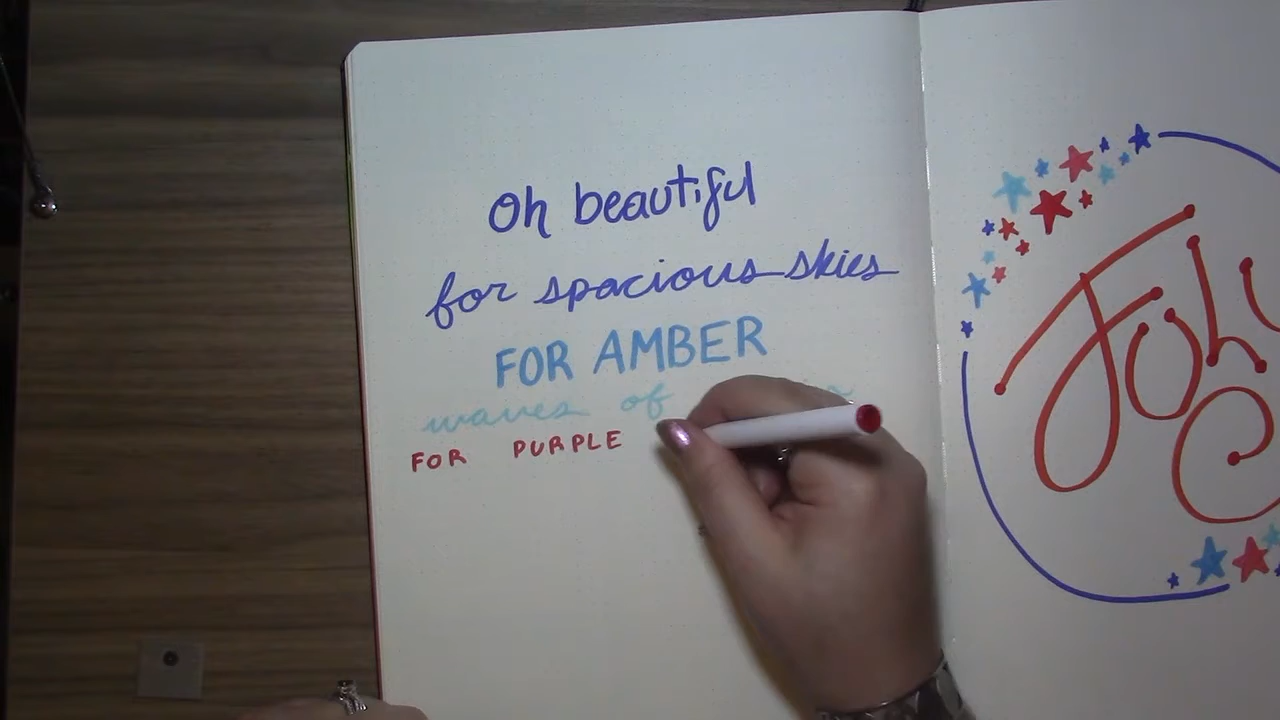 Oh beautiful
for spacious skies
FOR AMBER
waves of
FOR PURPLE